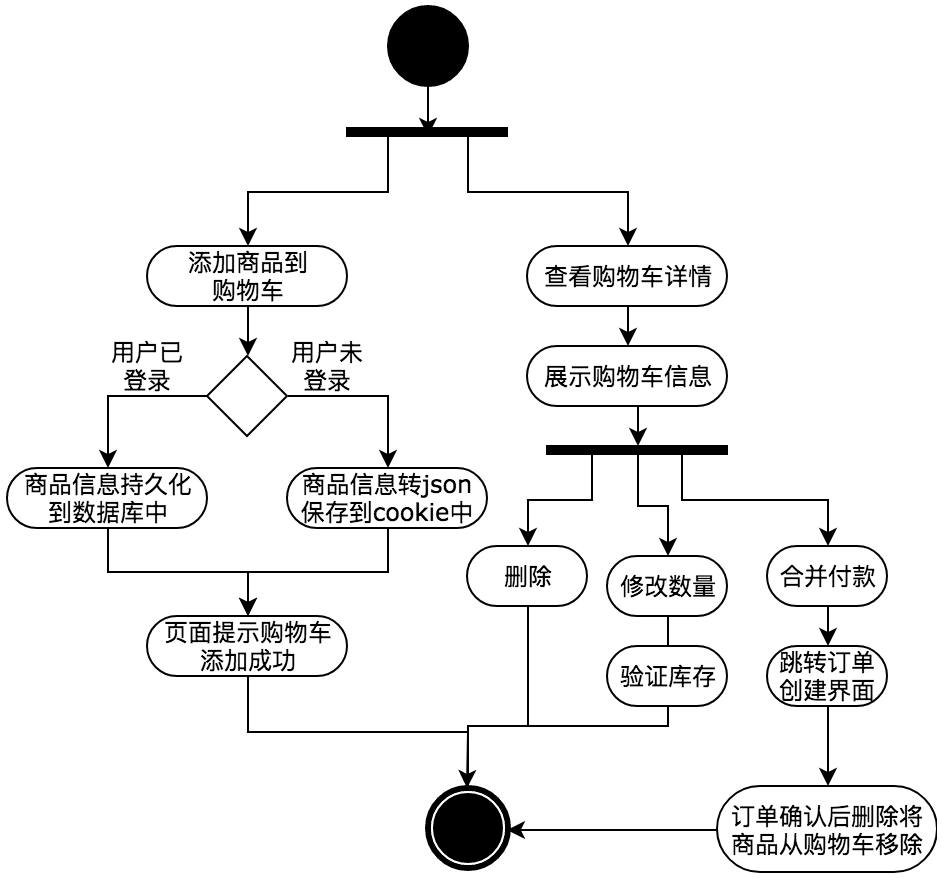 添加商品到
购物车
查看购物车详情
用户已
登录
用户未
登录
展示购物车信息
商品信息持久化
到数据库中
商品信息转json
保存到cookie中
删除
修改数量
合并付款
页面提示购物车
添加成功
验证库存
跳转订单
创建界面
订单确认后删除将
商品从购物车移除